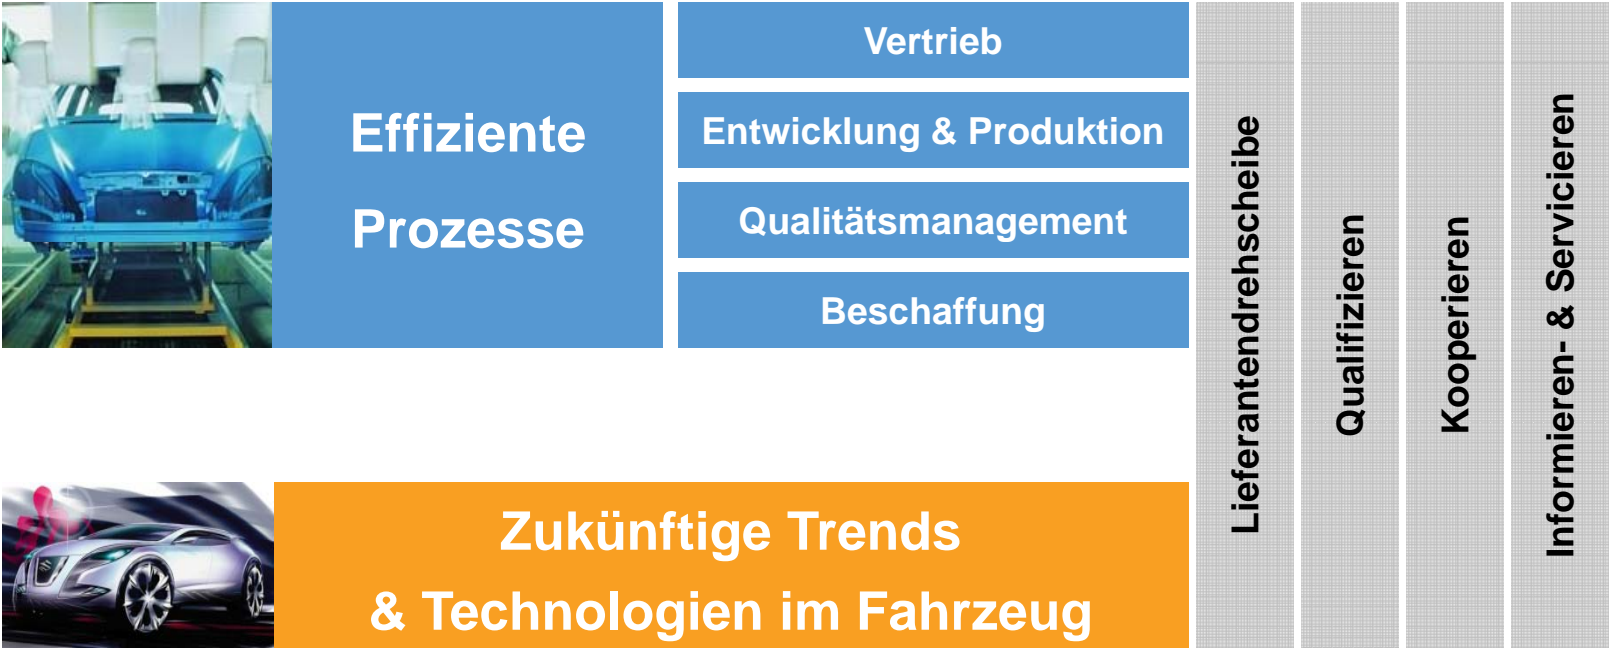 Effiziente
Prozesse
Vertrieb
Entwicklung & Produktion
Qualitätsmanagement
Beschaffung
Zukünftige Trends
& Technologien im Fahrzeug
Lieferantendrehscheibe
Qualifizieren
Kooperieren
Informieren- & Servicieren